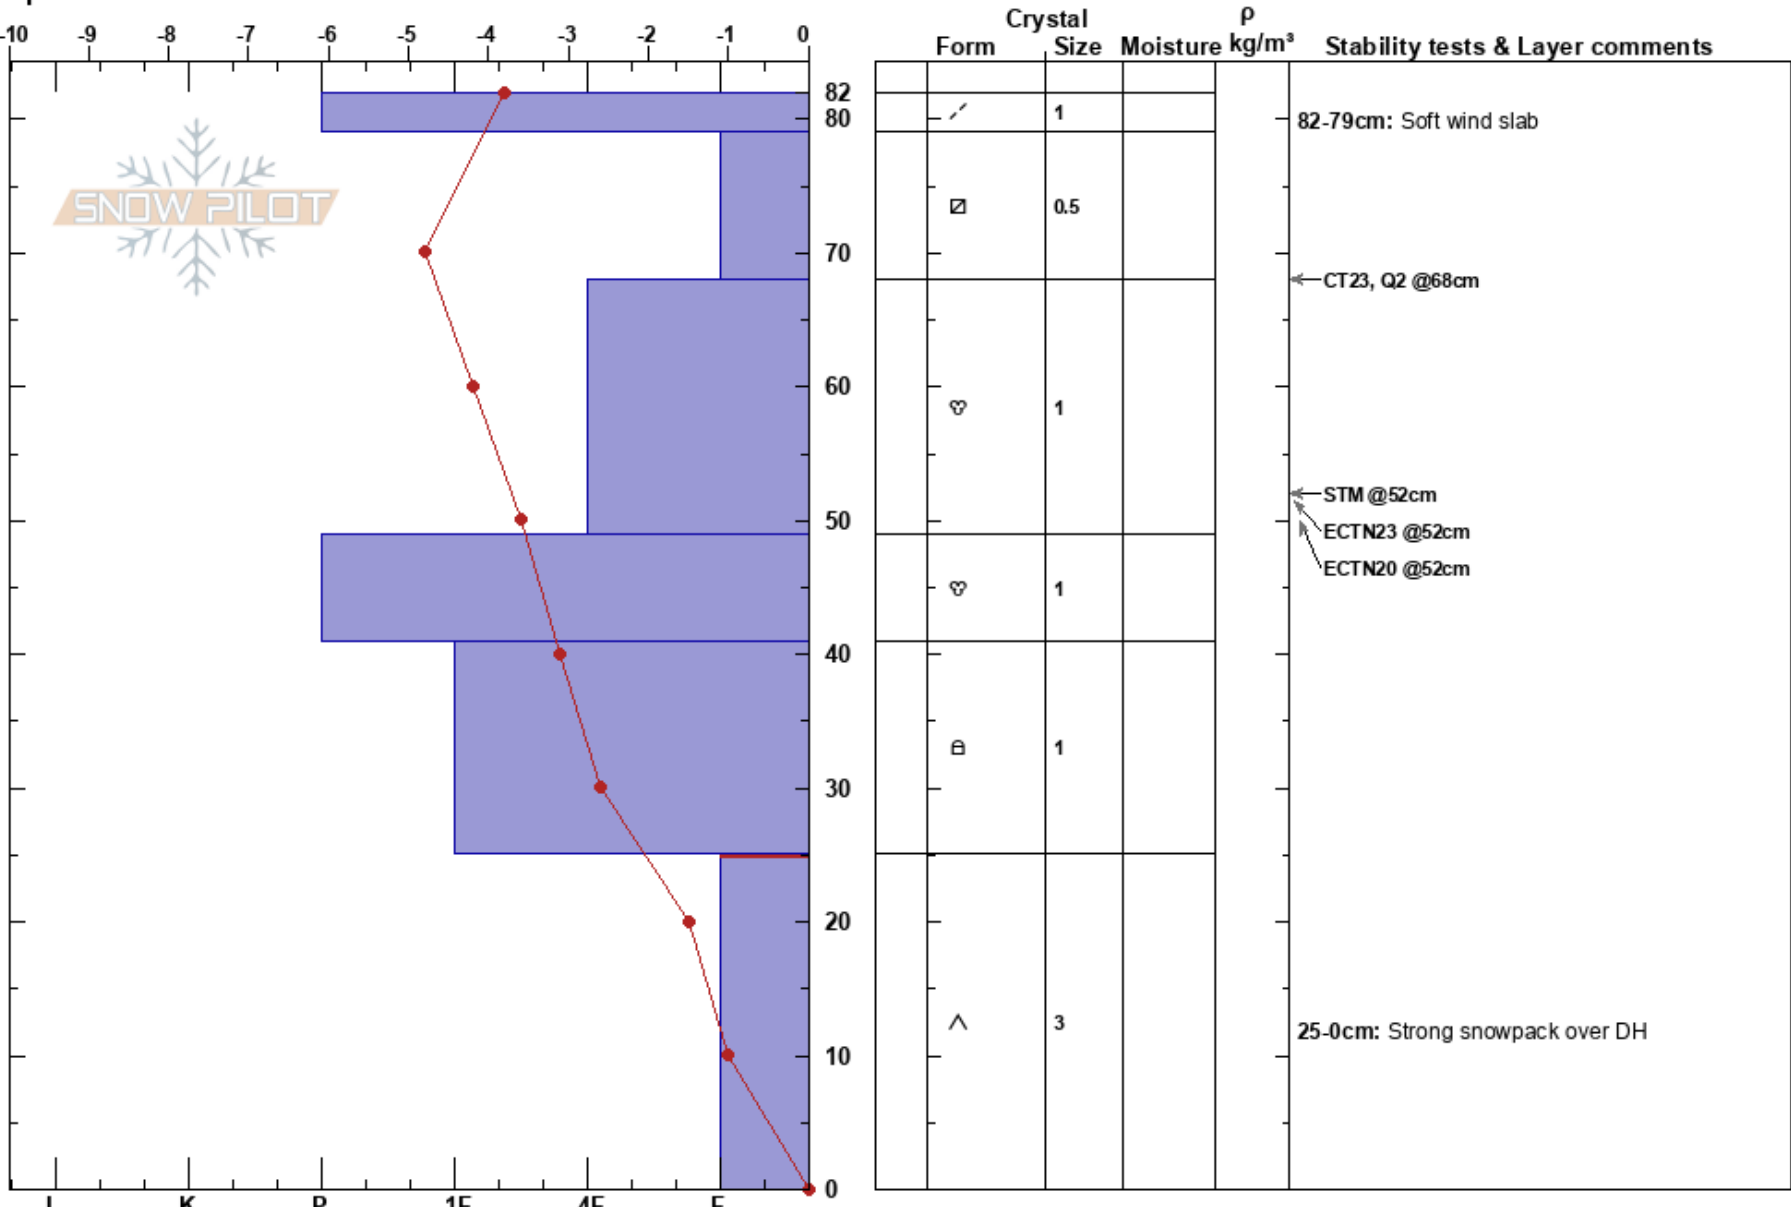 Crystal
ρ
-10 -9 -8 -7 -6 -5 -4 -3 -2 -1 0
Form Size Moisture kg/m³ Stability tests & Layer comments
82
80
1
82-79cm: Soft wind slab
SNOW PILOT
0.5
70
CT23, Q2 @68cm
60
1
STM @52cm
50
ECTN23 @52cm
ECTN20 @52cm
1
40
1
30
20
3
25-0cm: Strong snowpack over DH
10
0
I K P 1F 4F F